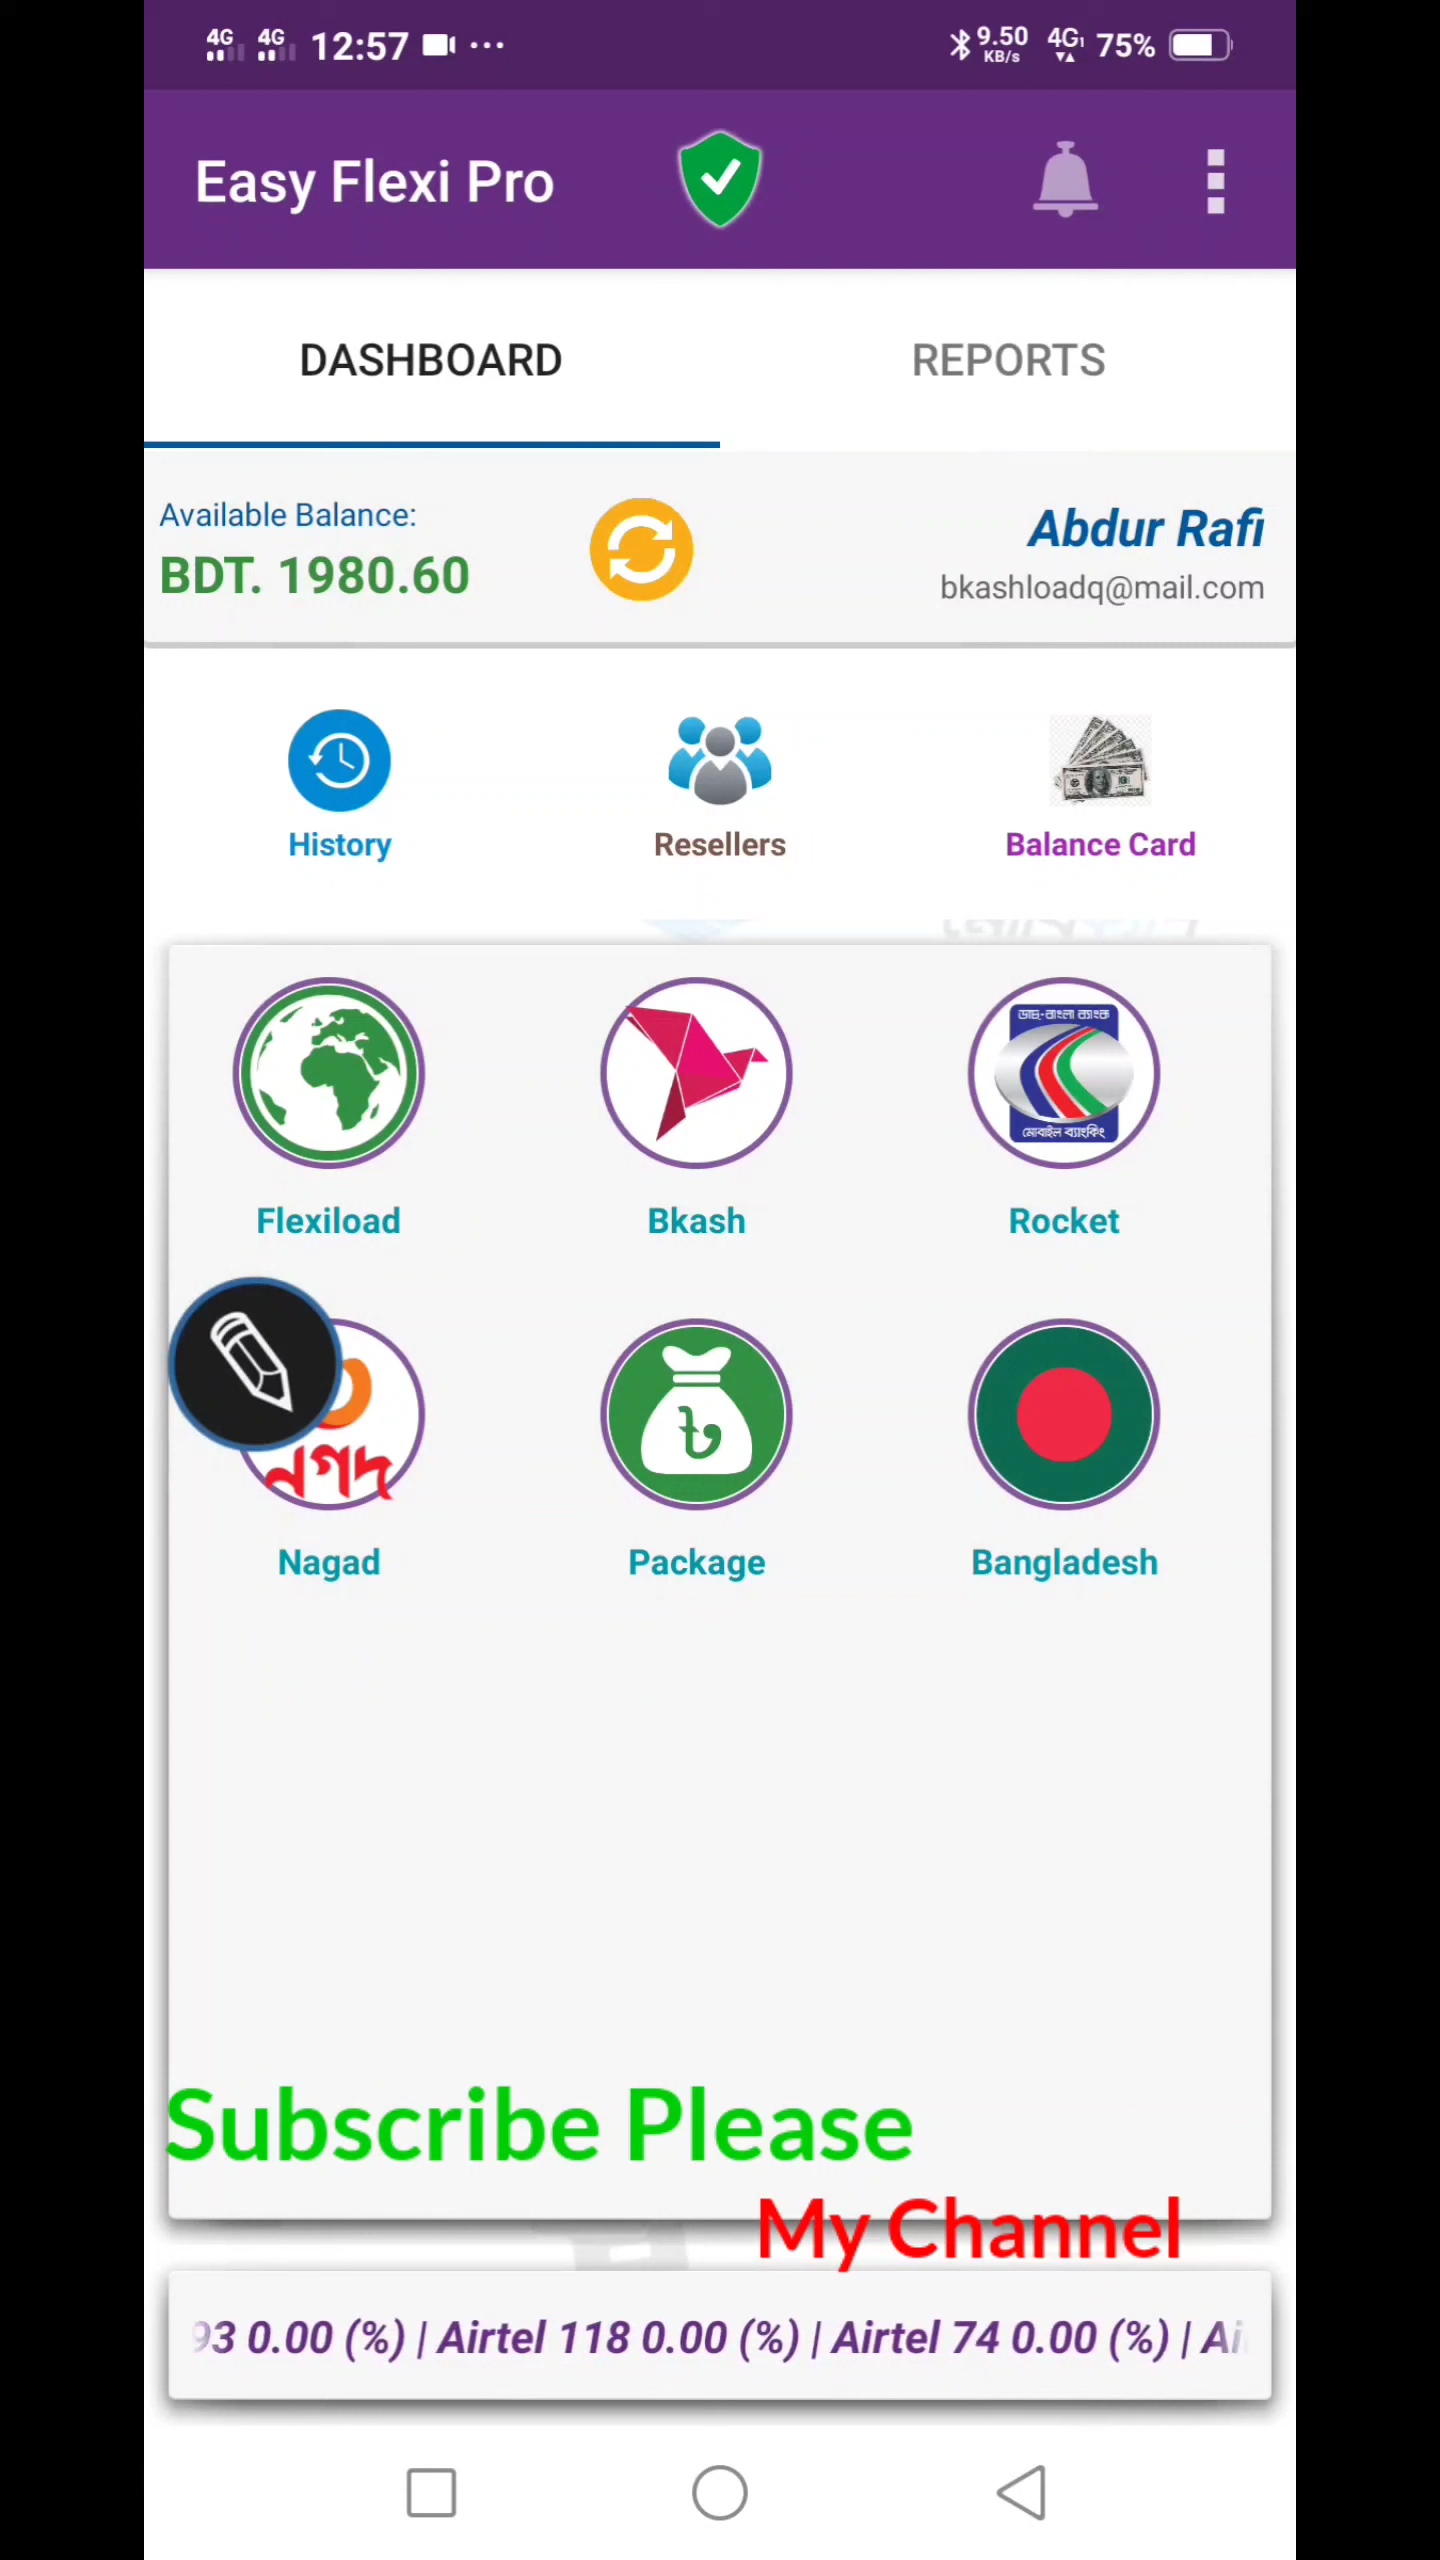 4G 4G 12:57 9.50 KB/s 4G 75%
Easy Flexi Pro
DASHBOARD REPORTS
Available Balance:
BDT. 1980.60
Abdur Rafi
bkashloadq@mail.com
History Resellers Balance Card
ডাচ্-বাংলা ব্যাংক
মোবাইল ব্যাংকিং
Flexiload Bkash Rocket
নগদ
৳
Nagad Package Bangladesh
Subscribe Please
My Channel
93 0.00 (%) | Airtel 118 0.00 (%) | Airtel 74 0.00 (%) | Ai